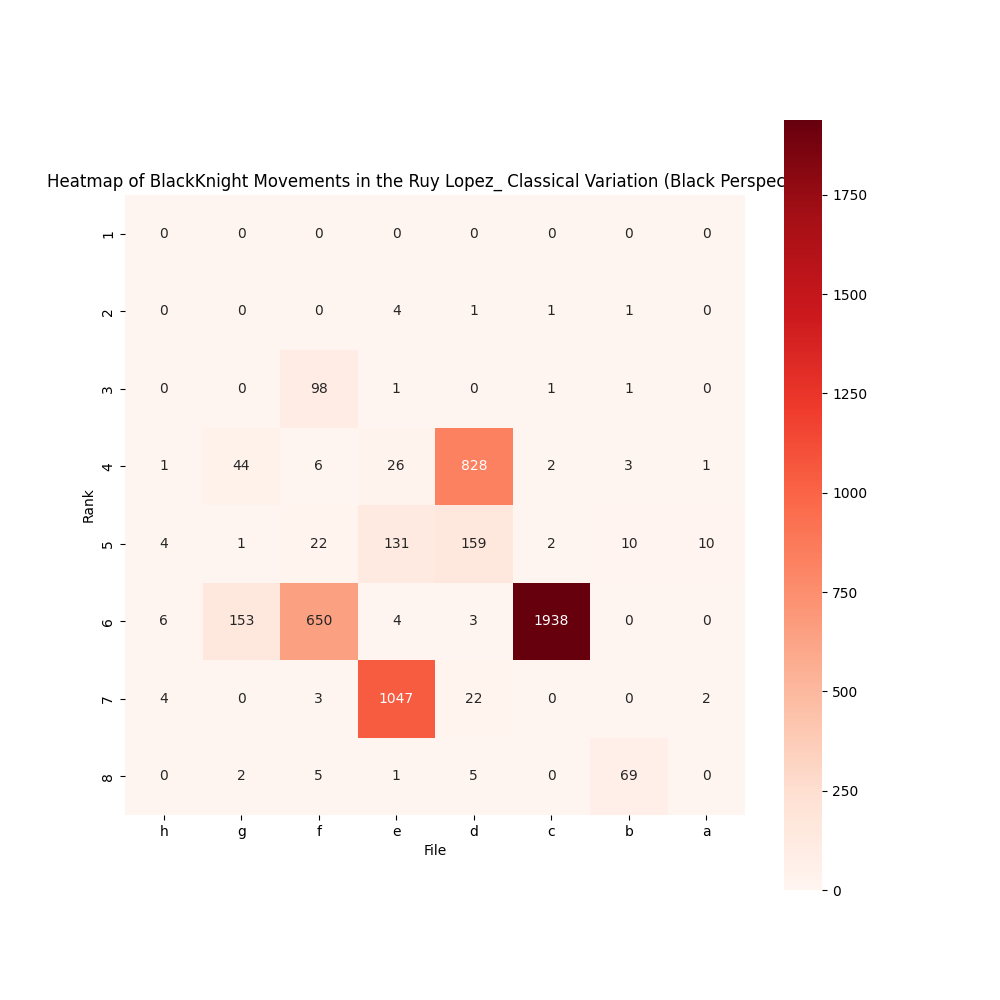 Heatmap of BlackKnight Movements in the Ruy Lopez_ Classical Variation (Black Perspec
1750
1 0 0 0 0 0 0 0 0
2 0 0 0 4 1 1 1 0
1500
3 0 0 98 1 0 1 1 0
1250
4 1 44 6 26 828 2 3 1
1000
Rank
5 4 1 22 131 159 2 10 10
750
6 6 153 650 4 3 1938 0 0
500
7 4 0 3 1047 22 0 0 2
250
8 0 2 5 1 5 0 69 0
h g f e d c b a
File
0